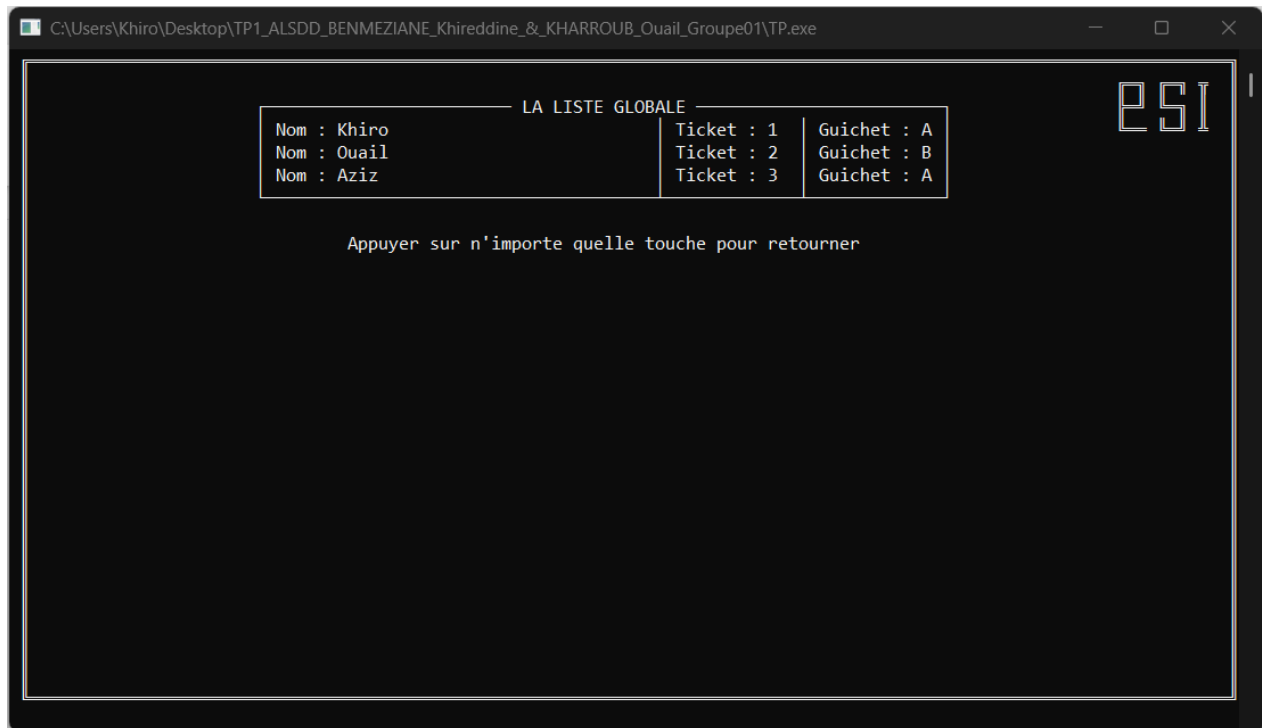 C:\Users\Khiro\Desktop\TP1_ALSDD_BENMEZIANE_Khireddine_&_KHARROUB_Ouail_Groupe01\TP.exe
ESI
LA LISTE GLOBALE
Nom : Khiro Ticket : 1 Guichet : A
Nom : Ouail Ticket : 2 Guichet : B
Nom : Aziz Ticket : 3 Guichet : A
Appuyer sur n'importe quelle touche pour retourner